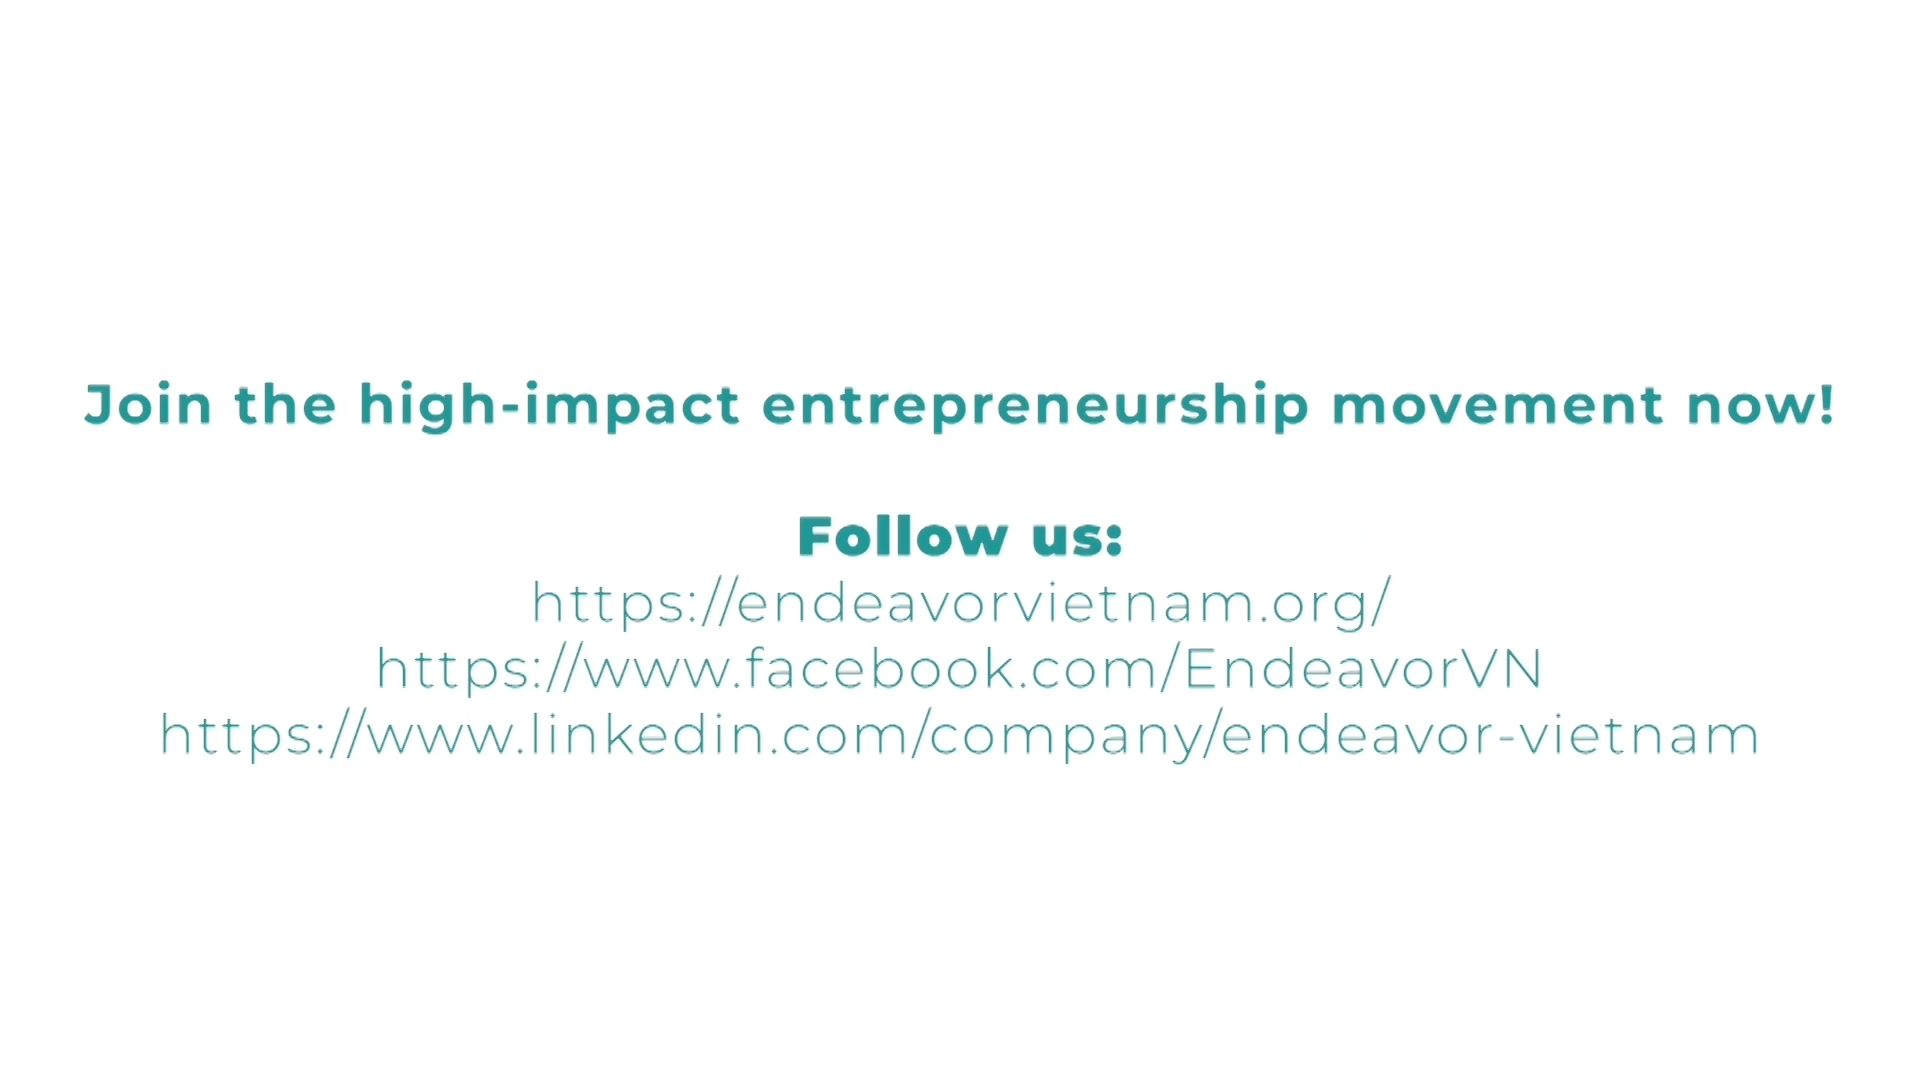 Join the high-impact entrepreneurship movement now!
Follow us:
https://endeavorvietnam.org/
https://www.facebook.com/EndeavorVN
https://www.linkedin.com/company/endeavor-vietnam